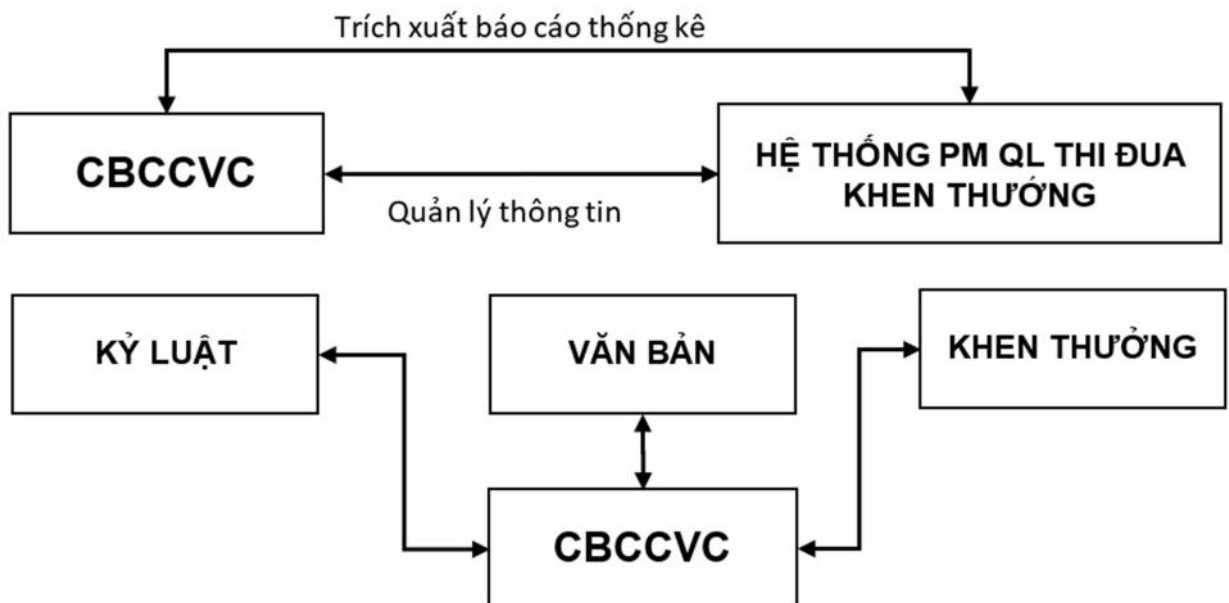 Trích xuất báo cáo thống kê
CBCCVC
HỆ THỐNG PM QL THI ĐUA
KHEN THƯỚNG
Quản lý thông tin
KỶ LUẬT
VĂN BẢN
KHEN THƯỞNG
CBCCVC